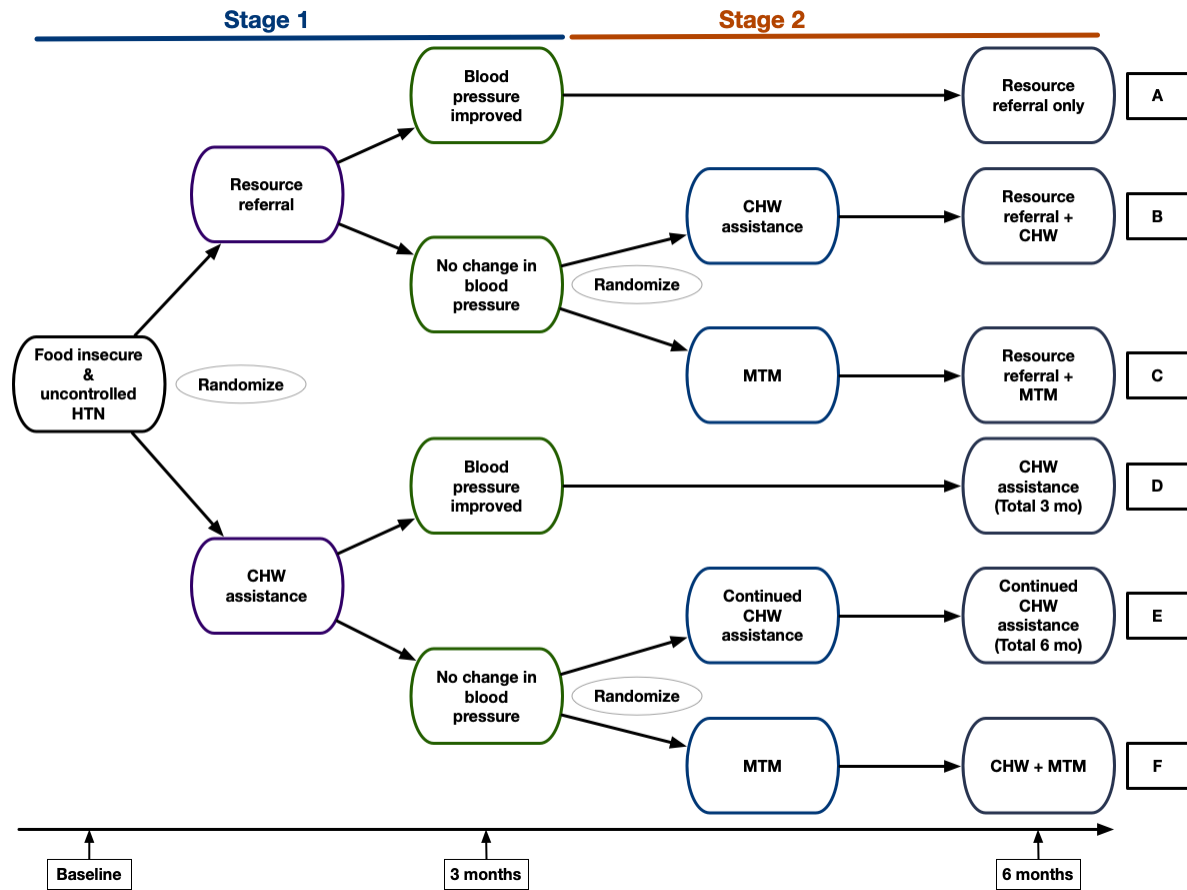 Stage 1
Stage 2
Blood
pressure
improved
Resource
referral only
A
Resource
referral
CHW
assistance
Resource
referral +
CHW
B
No change in
blood
pressure
Randomize
Food insecure
&
uncontrolled
HTN
Randomize
MTM
Resource
referral +
MTM
C
Blood
pressure
improved
CHW
assistance
(Total 3 mo)
D
CHW
assistance
Continued
CHW
assistance
Continued
CHW
assistance
(Total 6 mo)
E
No change in
blood
pressure
Randomize
MTM
CHW + MTM
F
Baseline
3 months
6 months